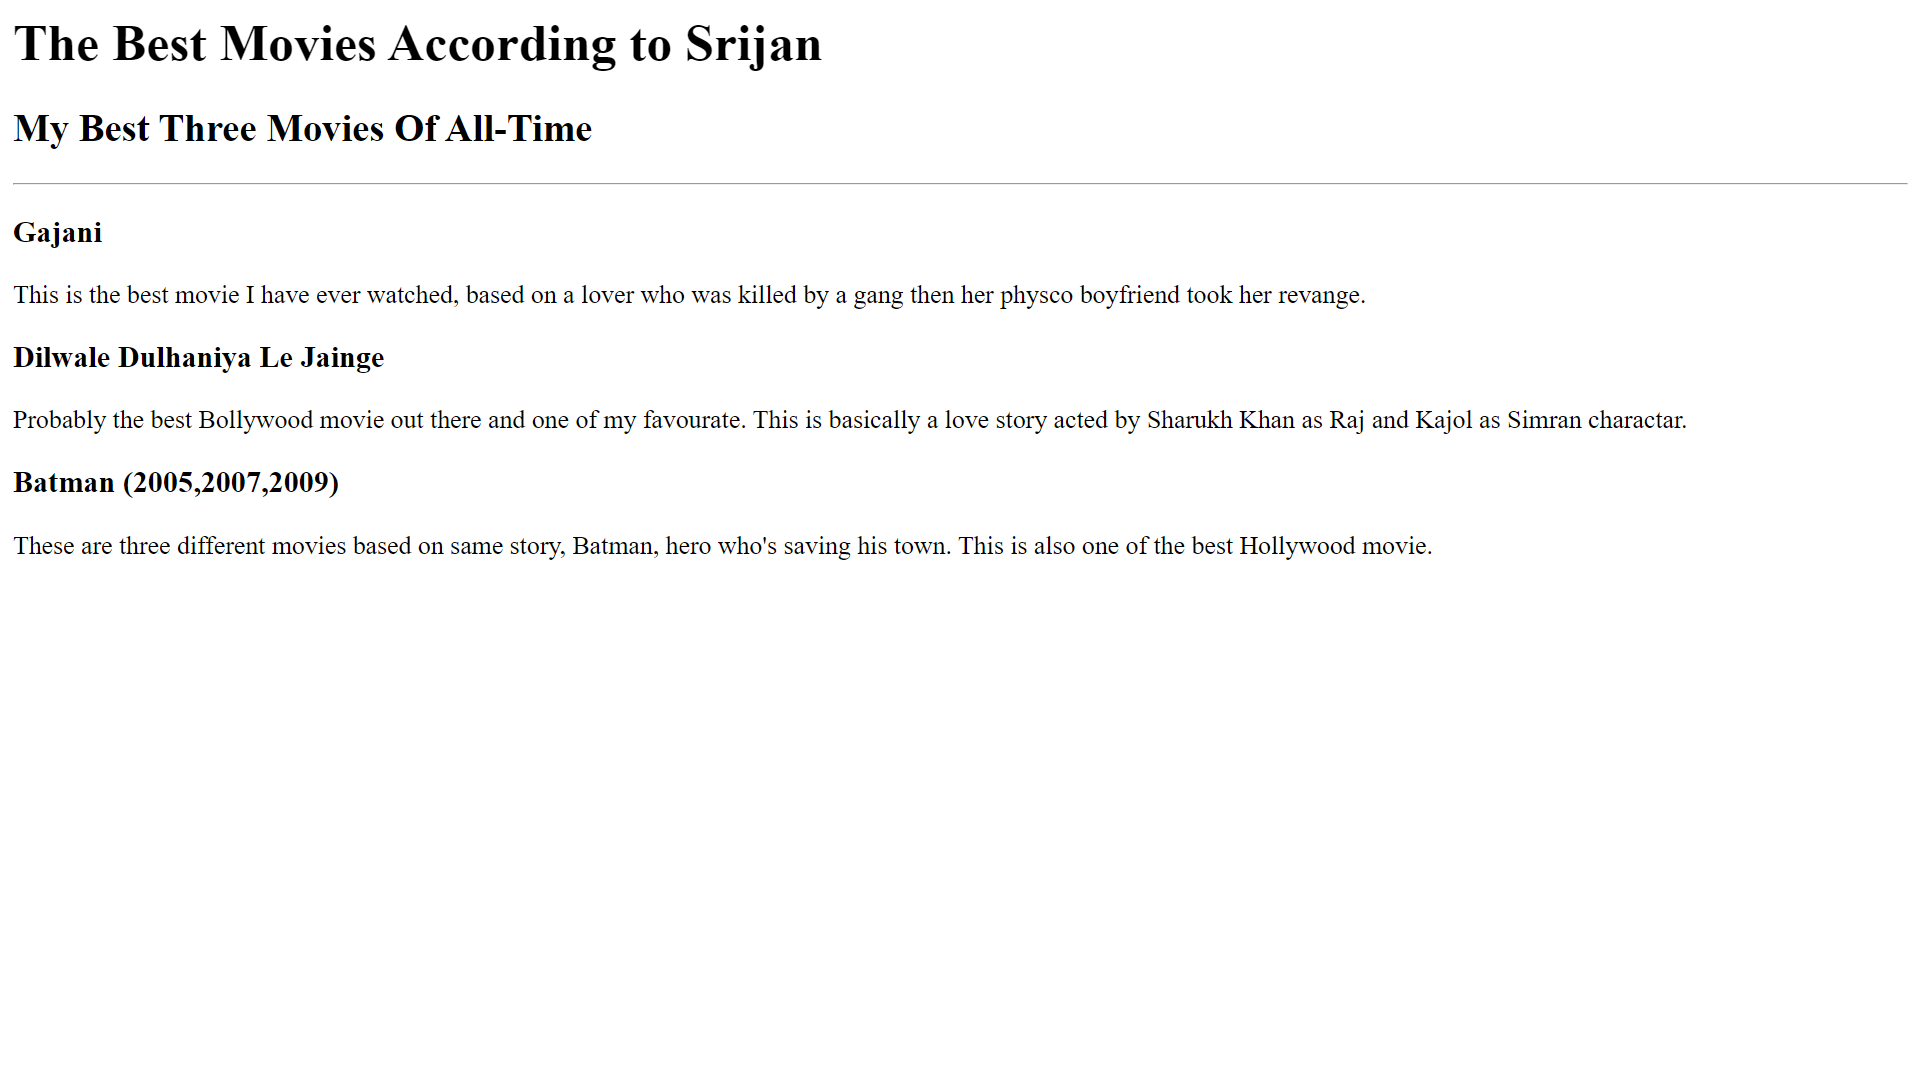 The Best Movies According to Srijan
My Best Three Movies Of All-Time
Gajani
This is the best movie I have ever watched, based on a lover who was killed by a gang then her physco boyfriend took her revange.
Dilwale Dulhaniya Le Jainge
Probably the best Bollywood movie out there and one of my favourate. This is basically a love story acted by Sharukh Khan as Raj and Kajol as Simran charactar.
Batman (2005,2007,2009)
These are three different movies based on same story, Batman, hero who's saving his town. This is also one of the best Hollywood movie.